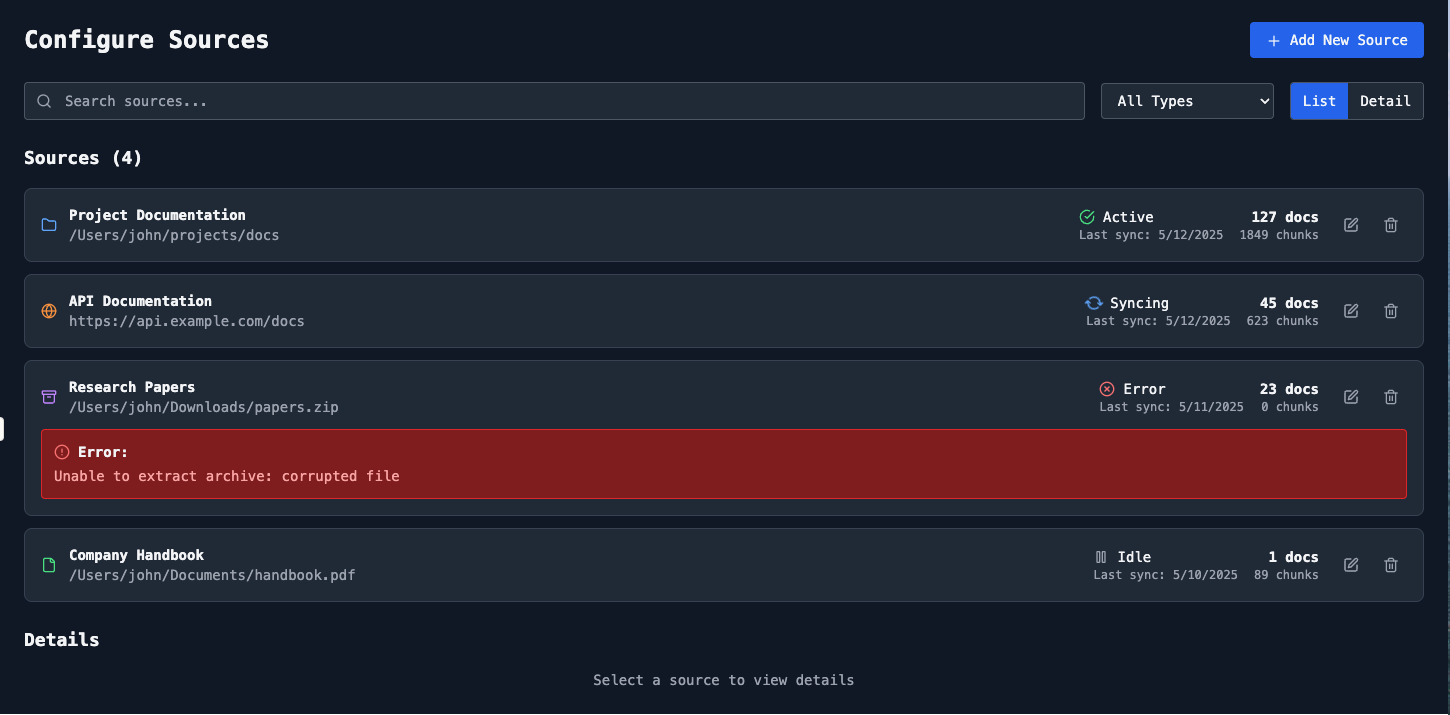 Configure Sources
+ Add New Source
Search sources...
All Types
List Detail
Sources (4)
Project Documentation
/Users/john/projects/docs
Active
Last sync: 5/12/2025
127 docs
1849 chunks
API Documentation
https://api.example.com/docs
Syncing
Last sync: 5/12/2025
45 docs
623 chunks
Research Papers
/Users/john/Downloads/papers.zip
Error
Last sync: 5/11/2025
23 docs
0 chunks
Error:
Unable to extract archive: corrupted file
Company Handbook
/Users/john/Documents/handbook.pdf
Idle
Last sync: 5/10/2025
1 docs
89 chunks
Details
Select a source to view details